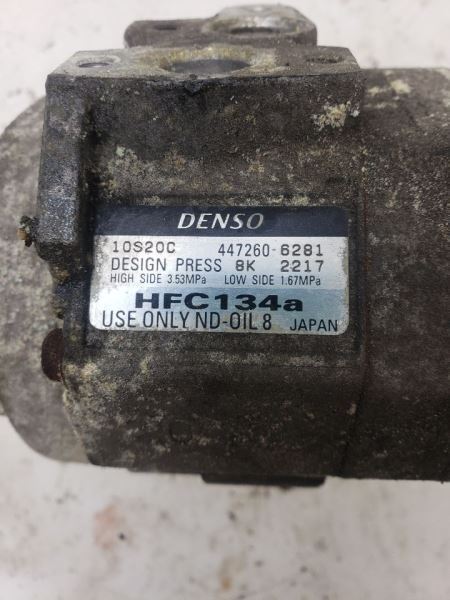 DENSO
10S20C 447260-6281
DESIGN PRESS 8K 2217
HIGH SIDE 3.53MPa LOW SIDE 1.67MPa
HFC134a
USE ONLY ND-OIL 8 JAPAN